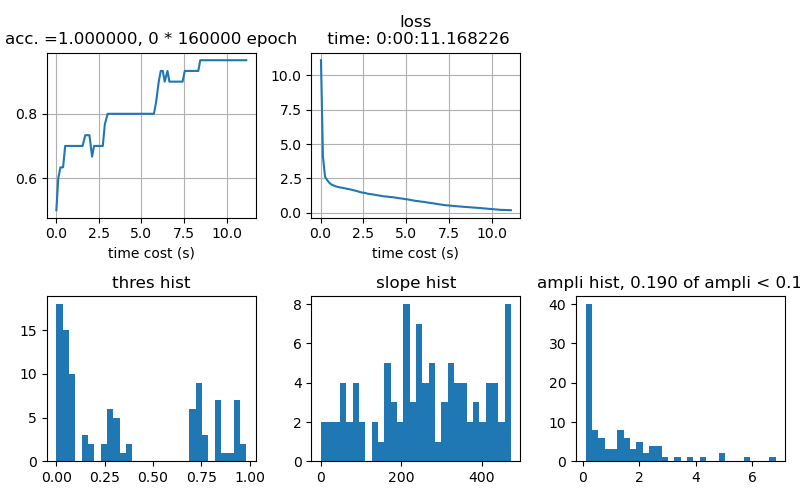 acc. =1.000000, 0 * 160000 epoch
0.8
0.6
0.0 2.5 5.0 7.5 10.0
time cost (s)
loss
time: 0:00:11.168226
10.0
7.5
5.0
2.5
0.0
0.0 2.5 5.0 7.5 10.0
time cost (s)
thres hist
15
10
5
0
0.00 0.25 0.50 0.75 1.00
slope hist
8
6
4
2
0
0 200 400
ampli hist, 0.190 of ampli < 0.1
40
30
20
10
0
0 2 4 6